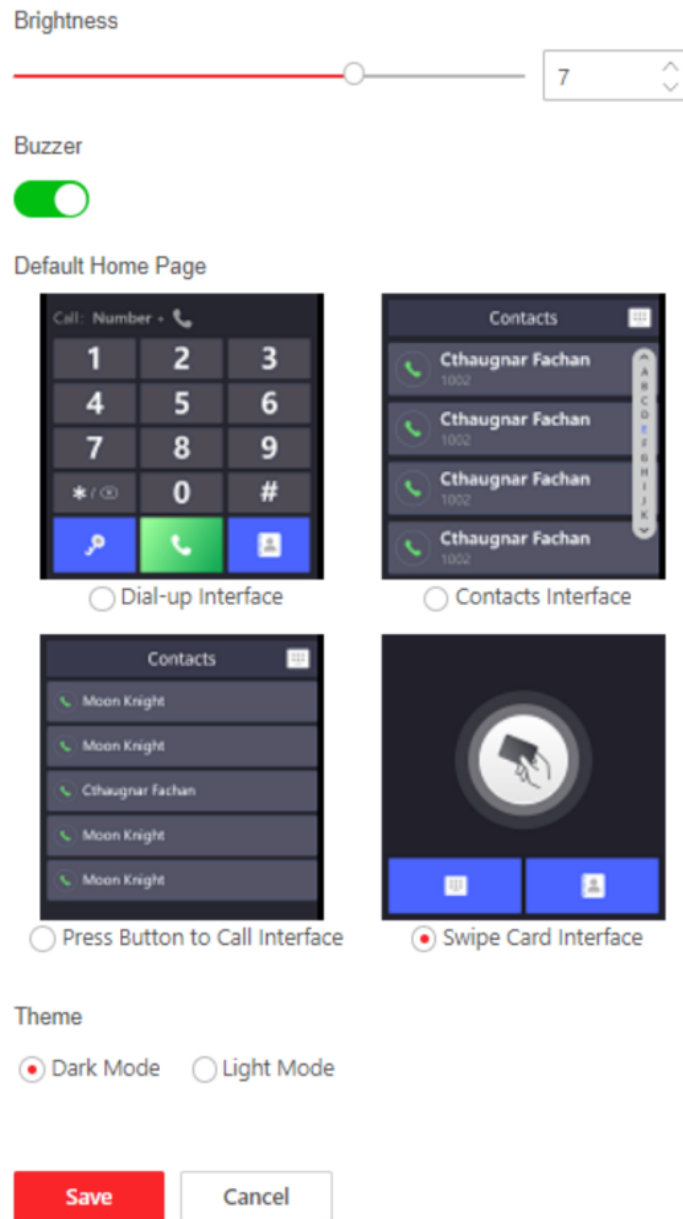 Brightness
7
Buzzer
Default Home Page
Call: Number +
1 2 3
4 5 6
7 8 9
* / 0 #
Dial-up Interface
Contacts
Cthaugnar Fachan
1002
Cthaugnar Fachan
1002
Cthaugnar Fachan
1002
Cthaugnar Fachan
1002
A
B
C
D
E
F
G
H
I
J
K
Contacts Interface
Contacts
Moon Knight
Moon Knight
Cthaugnar Fachan
Moon Knight
Moon Knight
Press Button to Call Interface
Swipe Card Interface
Theme
Dark Mode Light Mode
Save Cancel